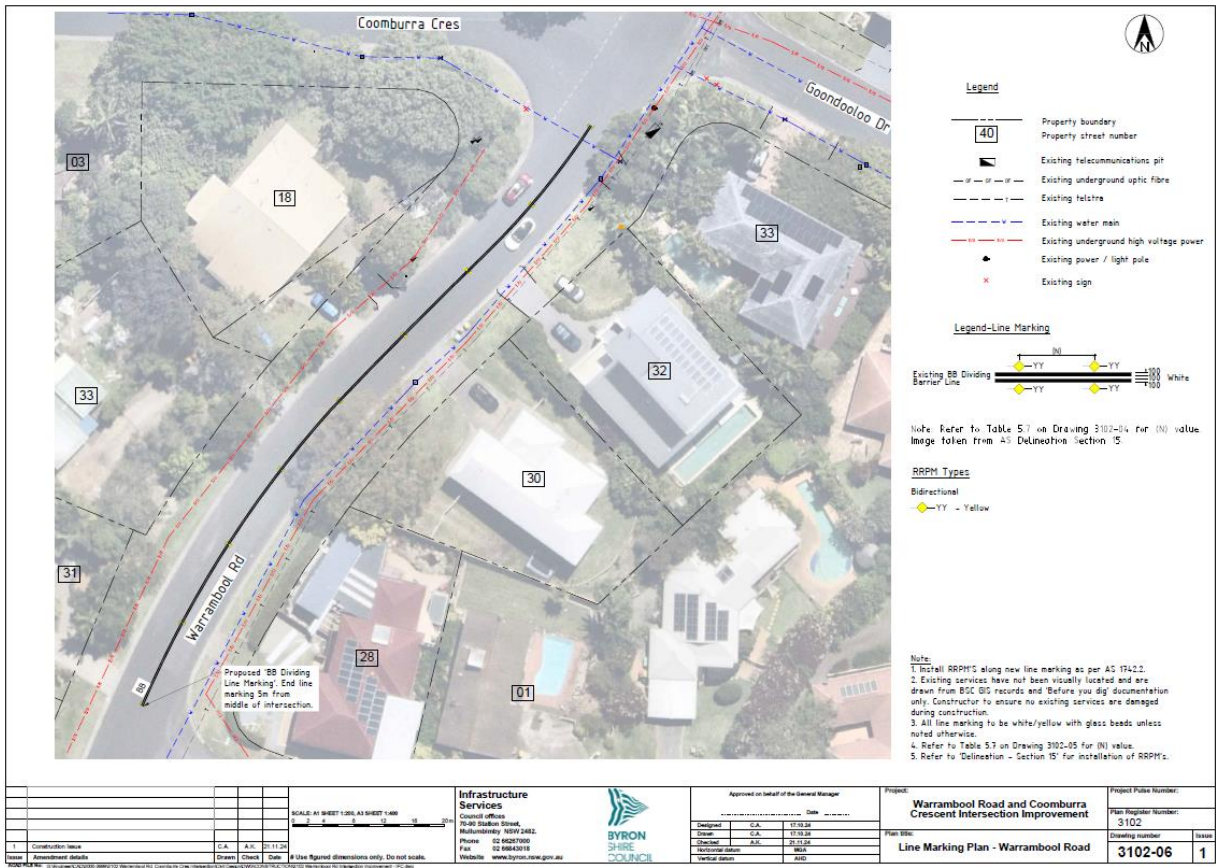 Coomburra Cres
Goondooloo Dr
03
18
33
33
32
30
31
Warrambool Rd
28
01
BB
Proposed 'BB Dividing
Line Marking'. End line
marking 5m from
middle of intersection.
Legend
Property boundary
40
Property street number
Existing telecommunications pit
Existing underground optic fibre
Existing telstra
Existing water main
Existing underground high voltage power
Existing power / light pole
Existing sign
Legend-Line Marking
(N)
YY YY
Existing BB Dividing
Barrier Line
100
100
100
White
YY YY
Note: Refer to Table 5.7 on Drawing 3102-04 for (N) value.
Image taken from AS Delineation Section 15
RRPM Types
Bidirectional
YY - Yellow
Note:
1. Install RRPM'S along new line marking as per AS 1742.2.
2. Existing services have not been visually located and are
drawn from BSC GIS records and 'Before you dig' documentation
only. Constructor to ensure no existing services are damaged
during construction.
3. All line marking to be white/yellow with glass beads unless
noted otherwise.
4. Refer to Table 5.7 on Drawing 3102-05 for (N) value.
5. Refer to 'Delineation - Section 15' for installation of RRPM's.
1 Construction Issue C.A. A.K. 21.11.24
Issue Amendment details Drawn Check Date
SCALE: A1 SHEET 1:200, A3 SHEET 1:400
0 2 4 8 12 16 20m
# Use figured dimensions only. Do not scale.
Infrastructure
Services
Council offices
70-90 Station Street,
Mullumbimby NSW 2482.
Phone 02 66267000
Fax 02 66843018
Website www.byron.nsw.gov.au
BYRON
SHIRE
COUNCIL
Approved on behalf of the General Manager
Date
Designed C.A. 17.10.24
Drawn C.A. 17.10.24
Checked A.K. 21.11.24
Horizontal datum MGA
Vertical datum AHD
Project:
Warrambool Road and Coomburra
Crescent Intersection Improvement
Plan title:
Line Marking Plan - Warrambool Road
Project Pulse Number:
Plan Register Number:
3102
Drawing number Issue
3102-06 1